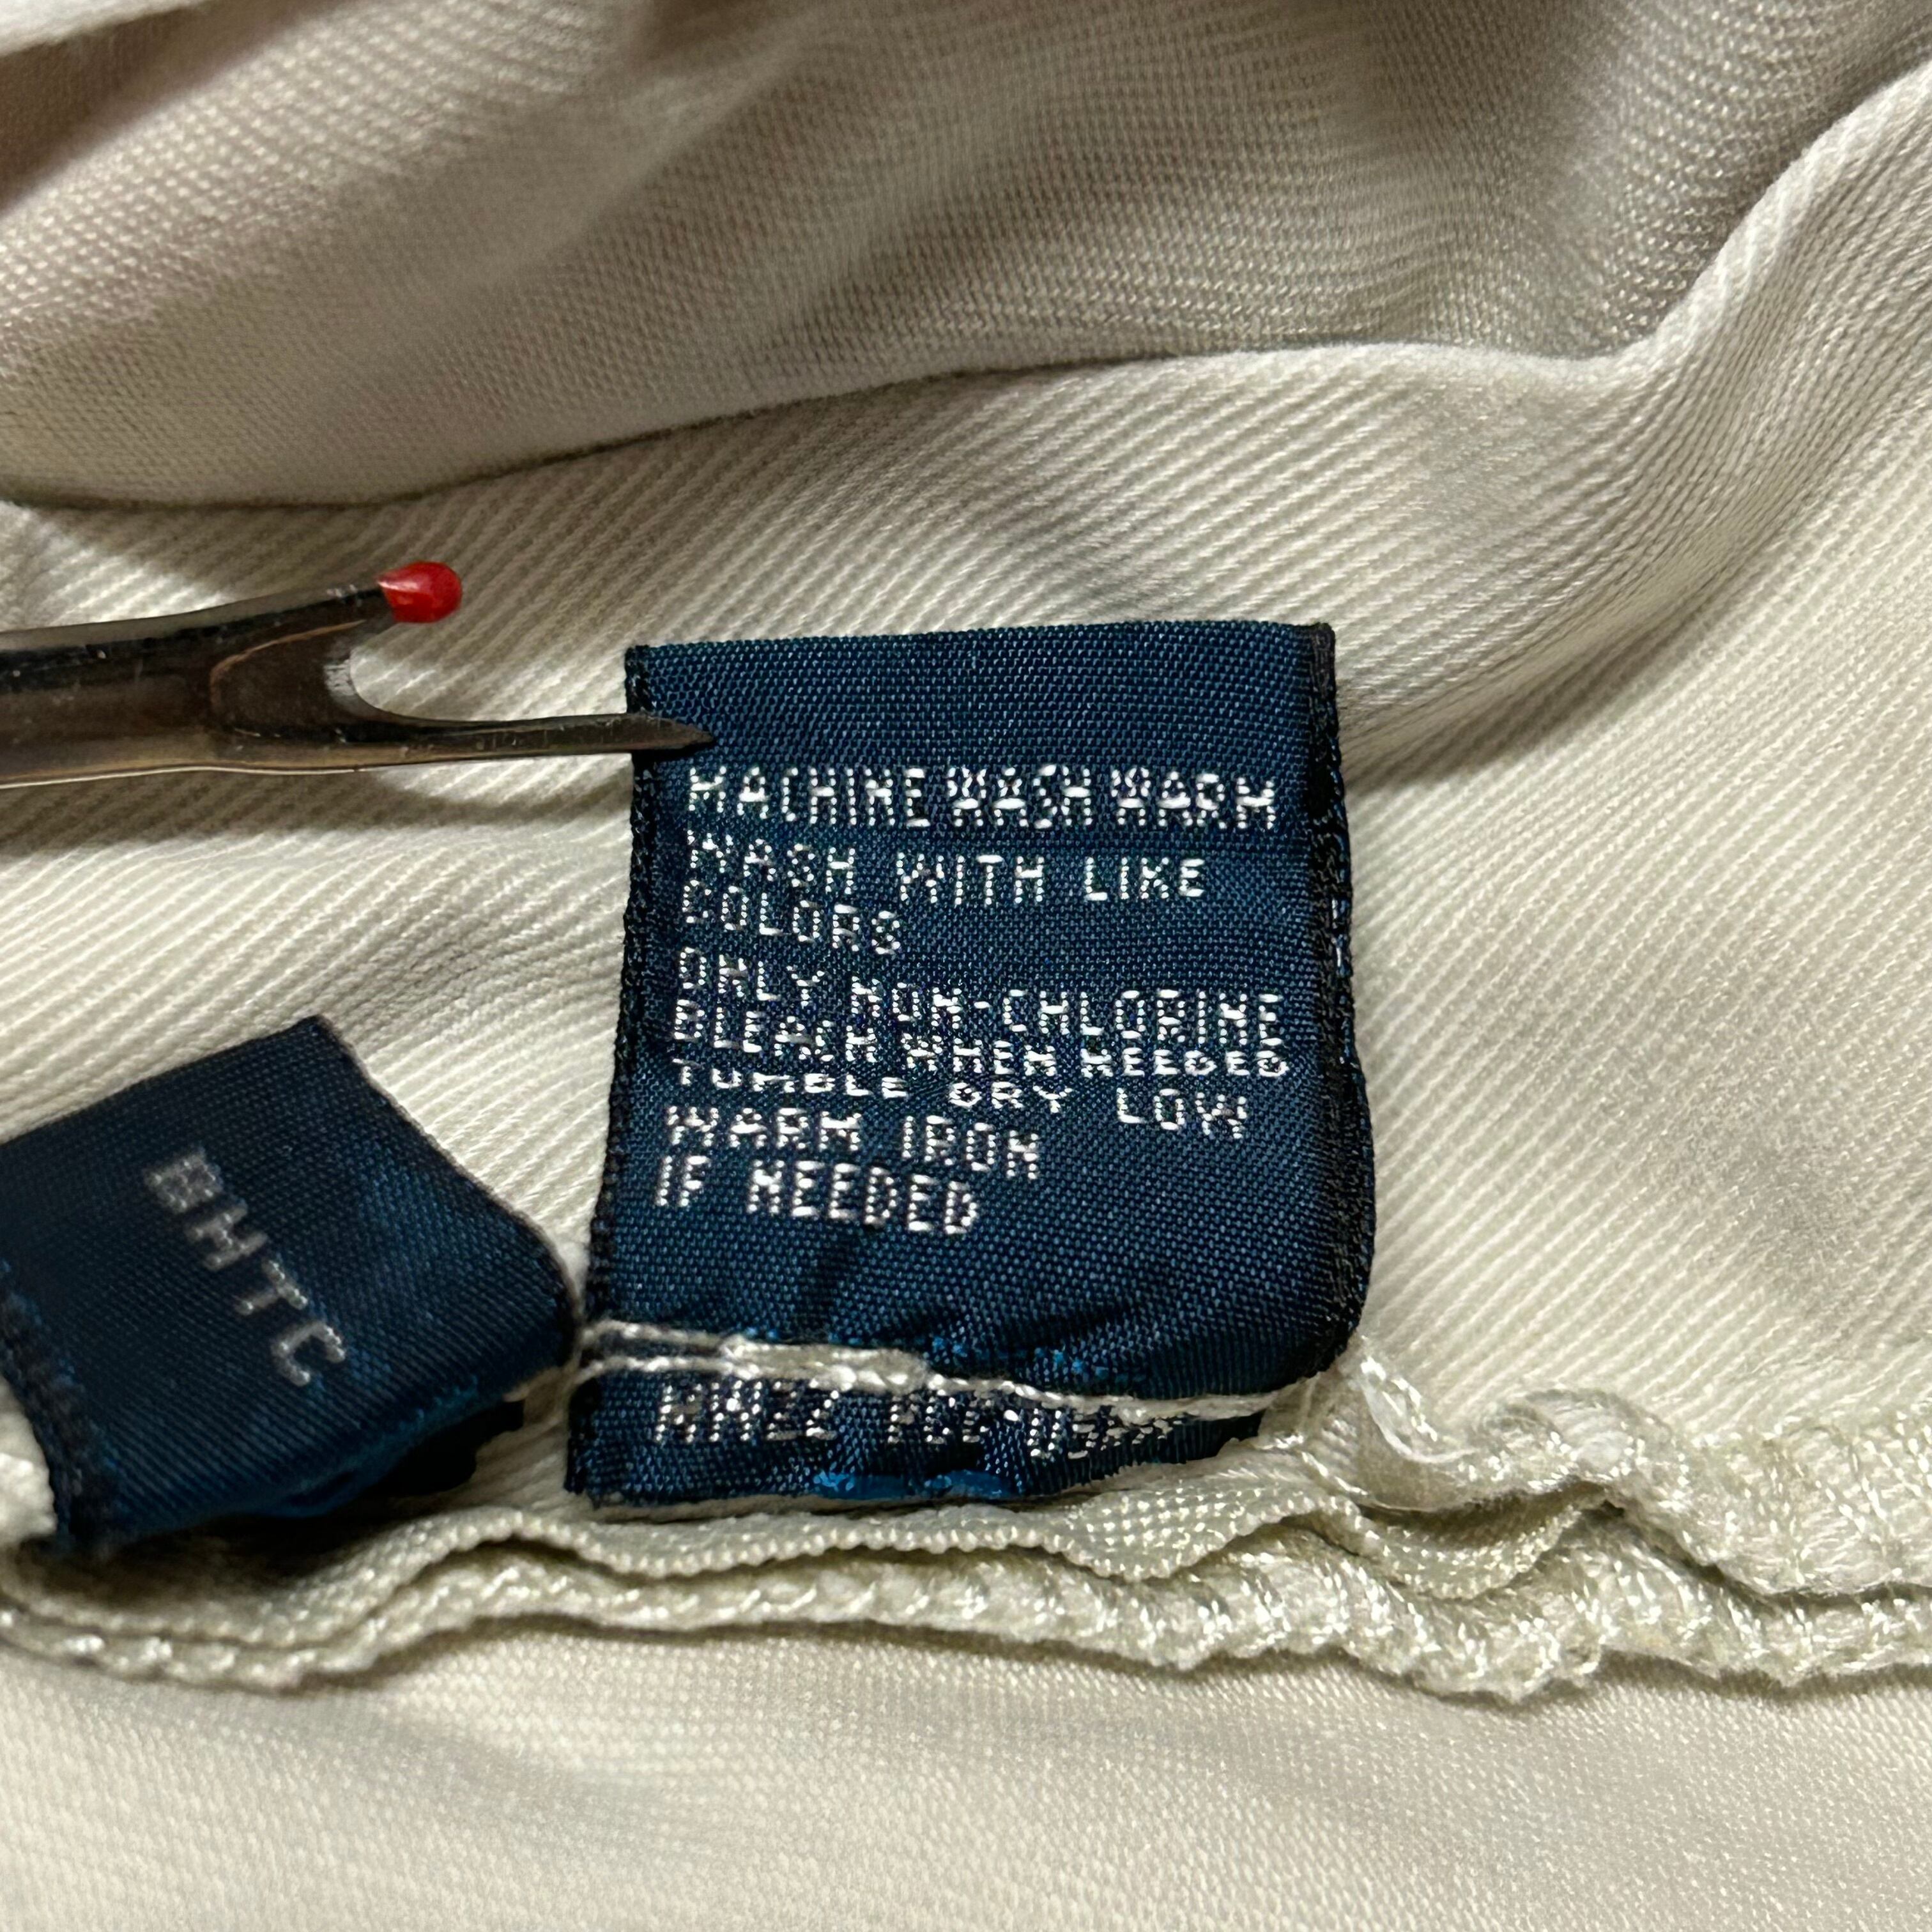 MACHINE WASH WARM
WASH WITH LIKE
COLORS
ONLY NON-CHLORINE
BLEACH WHEN NEEDED
TUMBLE DRY LOW
WARM IRON
IF NEEDED
BHTC